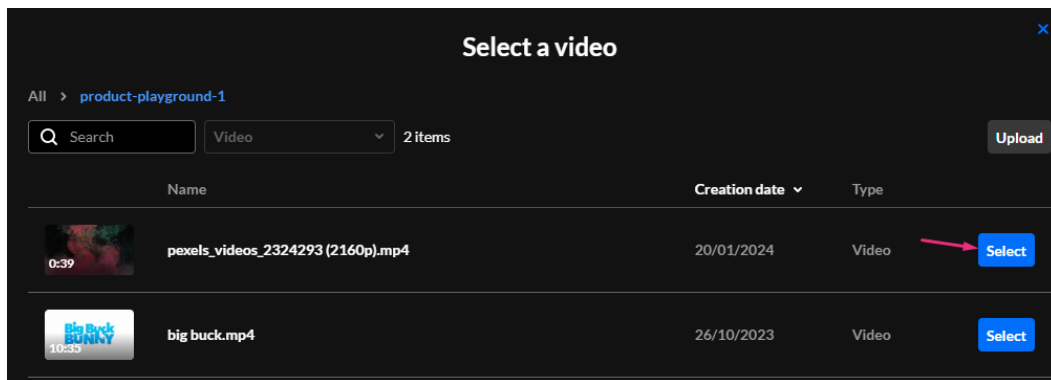 Select a video
×
All > product-playground-1
Search Video 2 items Upload
Name Creation date Type
0:39 pexels_videos_2324293 (2160p).mp4 20/01/2024 Video Select
Big Buck
BUNNY
10:35 big buck.mp4 26/10/2023 Video Select